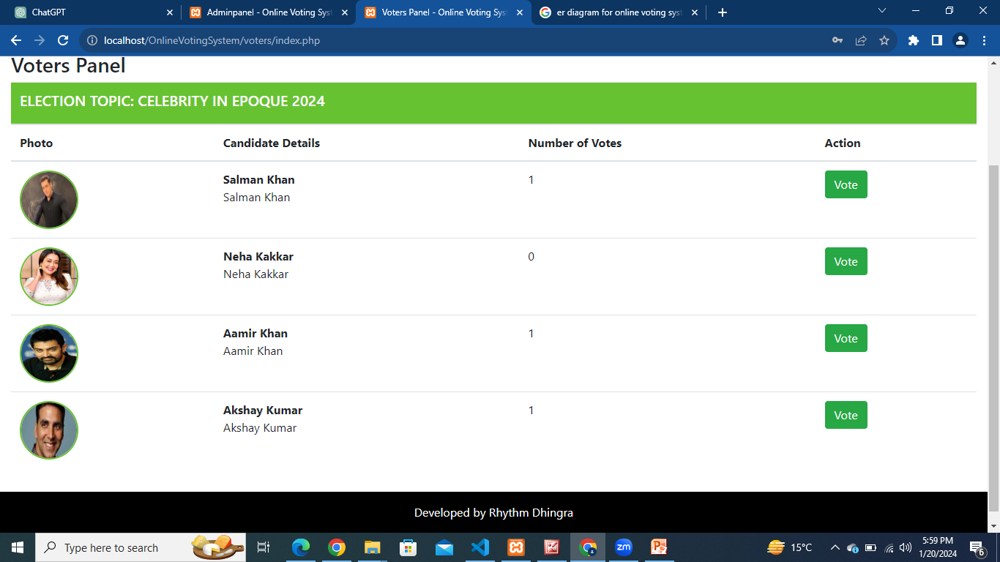 ChatGPT
Adminpanel - Online Voting Syst
Voters Panel - Online Voting Syst
er diagram for online voting syst
localhost/OnlineVotingSystem/voters/index.php
Voters Panel
ELECTION TOPIC: CELEBRITY IN EPOQUE 2024
Photo Candidate Details Number of Votes Action
Salman Khan 1 Vote
Salman Khan
Neha Kakkar 0 Vote
Neha Kakkar
Aamir Khan 1 Vote
Aamir Khan
Akshay Kumar 1 Vote
Akshay Kumar
Developed by Rhythm Dhingra
Type here to search
zm
15°C
5:59 PM
1/20/2024
6